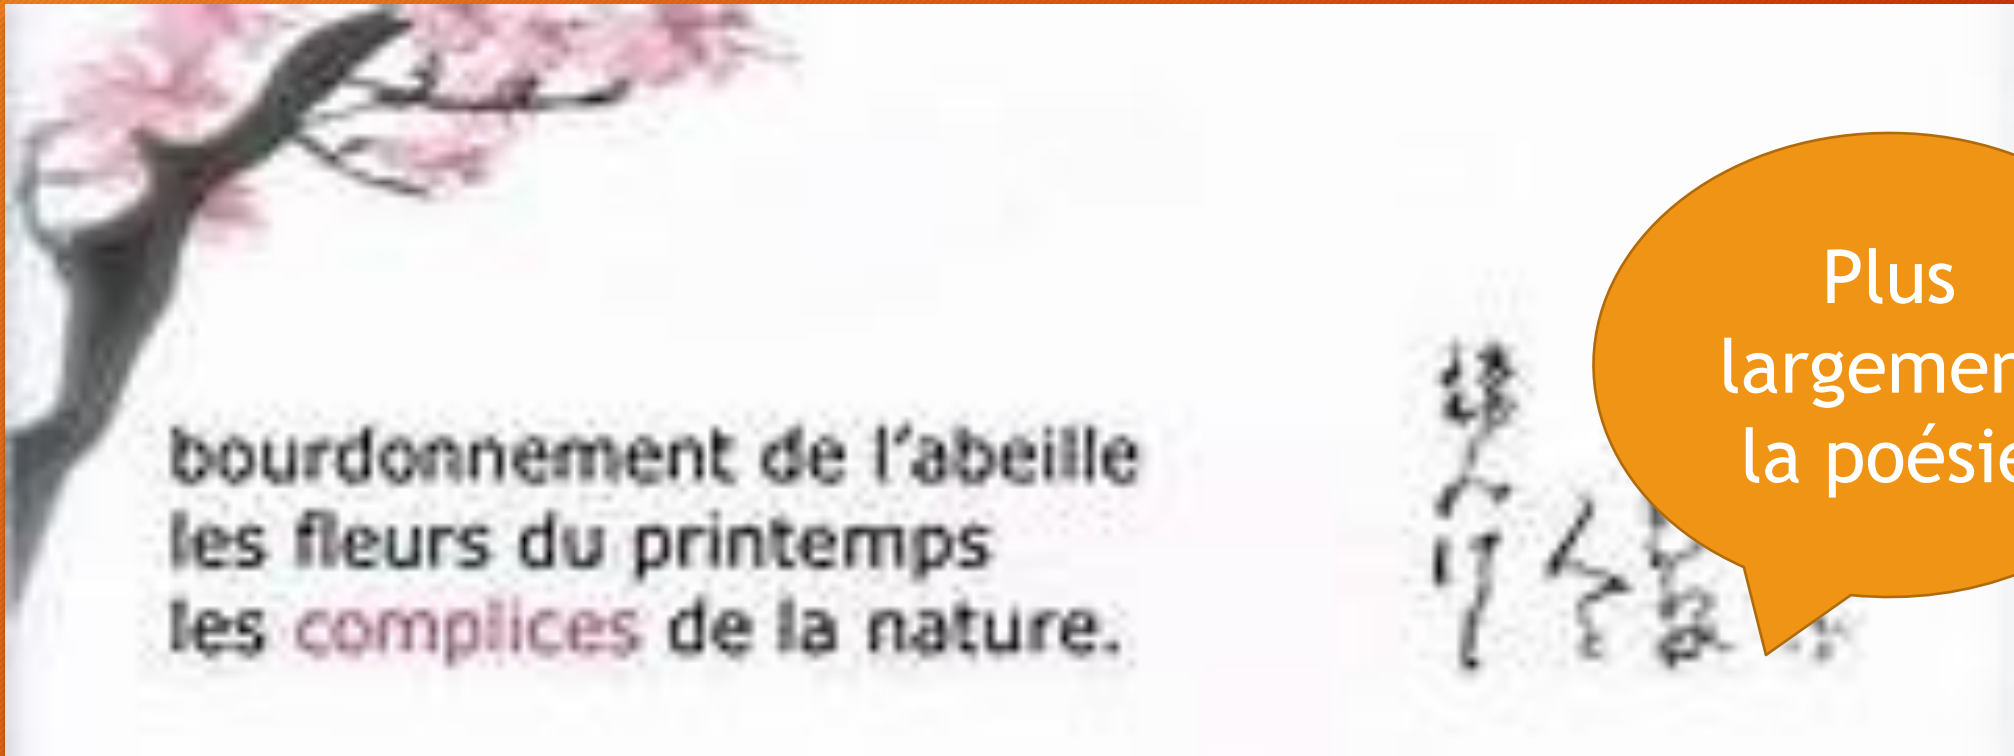 bourdonnement de l'abeille
les fleurs du printemps
les complices de la nature.
Plus
largemen
la poésie